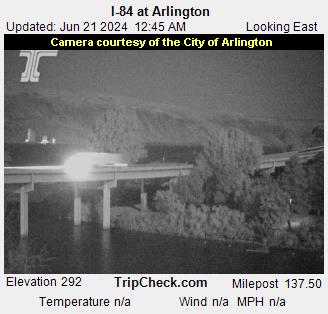 I-84 at Arlington
Updated: Jun 21 2024 12:45 AM Looking East
Camera courtesy of the City of Arlington
Elevation 292 TripCheck.com Milepost 137.50
Temperature n/a Wind n/a MPH n/a